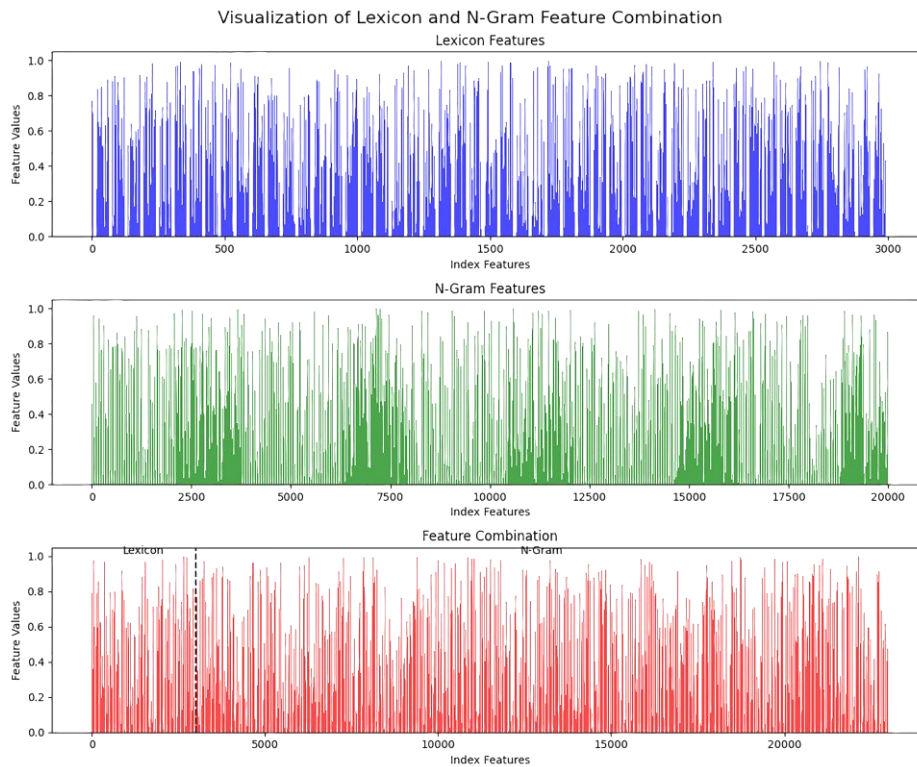 Visualization of Lexicon and N-Gram Feature Combination
Lexicon Features
1.0
0.8
0.6
0.4
0.2
0.0
Feature Values
0 500 1000 1500 2000 2500 3000
Index Features
N-Gram Features
1.0
0.8
0.6
0.4
0.2
0.0
Feature Values
0 2500 5000 7500 10000 12500 15000 17500 20000
Index Features
Feature Combination
Lexicon N-Gram
1.0
0.8
0.6
0.4
0.2
0.0
Feature Values
0 5000 10000 15000 20000
Index Features